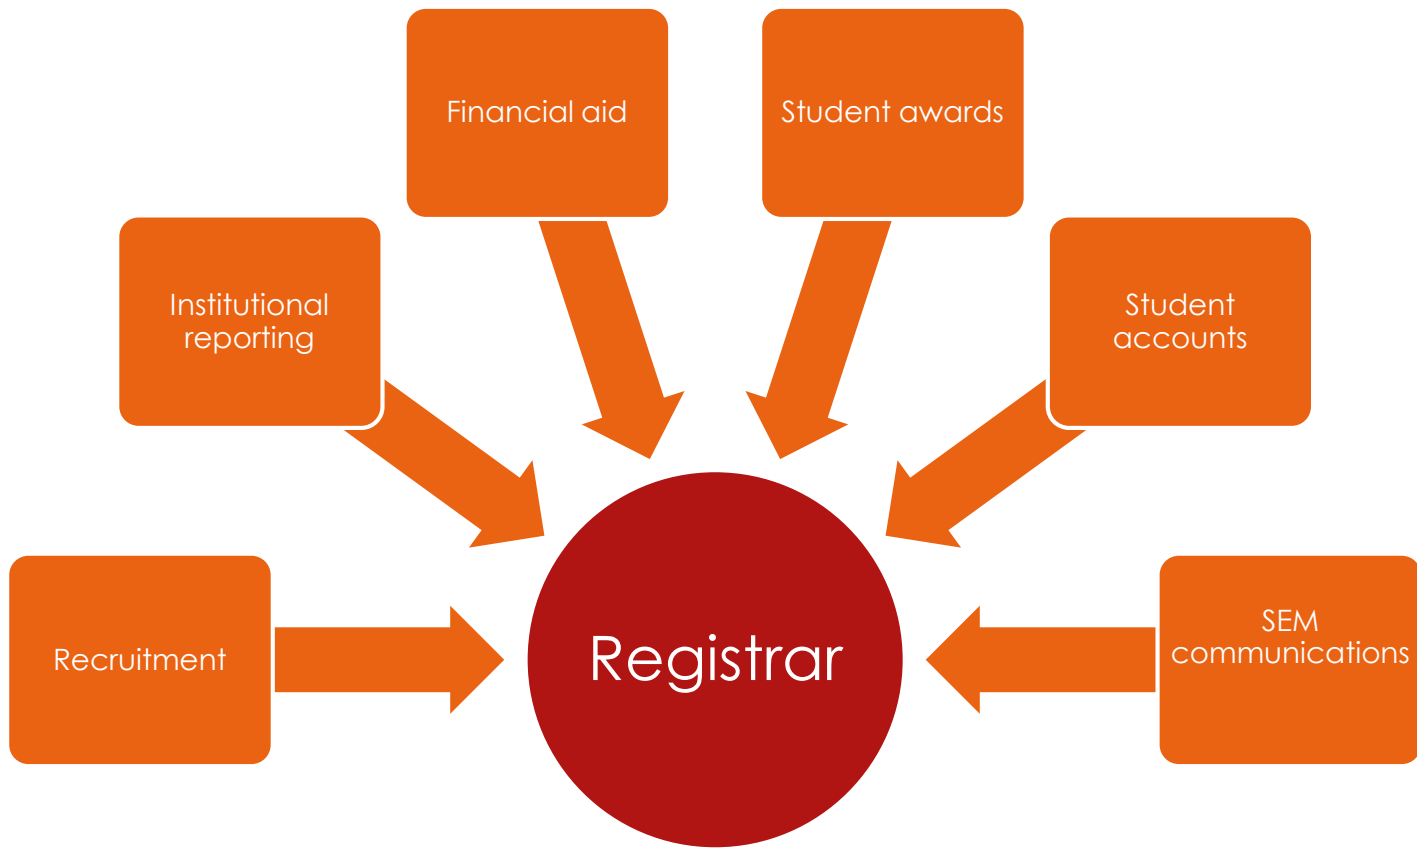 Financial aid
Student awards
Institutional
reporting
Student
accounts
Recruitment
Registrar
SEM
communications